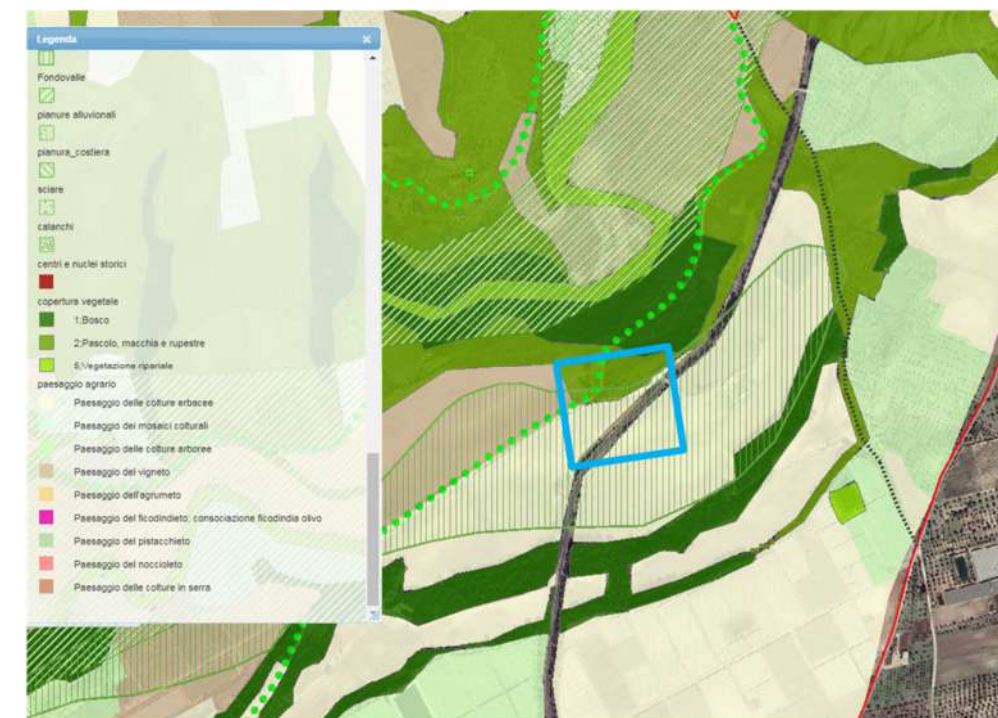 Legenda
Fondovalle
pianure alluvionali
pianura_costiera
sciare
calanchi
centri e nuclei storici
copertura vegetale
1;Bosco
2;Pascolo, macchia e rupestre
5;Vegetazione ripariale
paesaggio agrario
Paesaggio delle colture erbacee
Paesaggio dei mosaici colturali
Paesaggio delle colture arboree
Paesaggio del vigneto
Paesaggio dell'agrumeto
Paesaggio del ficodindieto; consociazione ficodindia olivo
Paesaggio del pistacchieto
Paesaggio del noccioleto
Paesaggio delle colture in serra